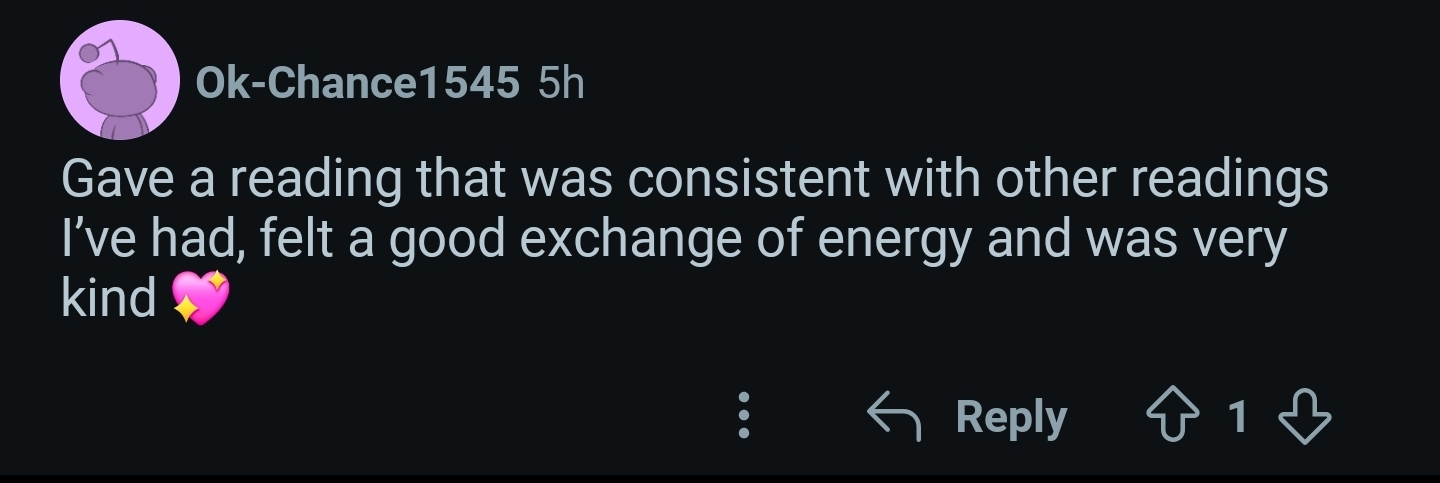 Ok-Chance1545 5h
Gave a reading that was consistent with other readings
I’ve had, felt a good exchange of energy and was very
kind 💖
Reply 1